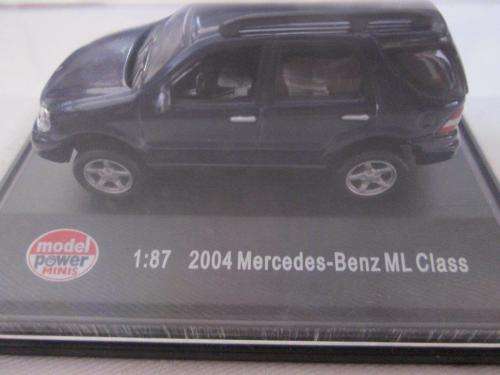 model
power
MINIS
1:87 2004 Mercedes-Benz ML Class